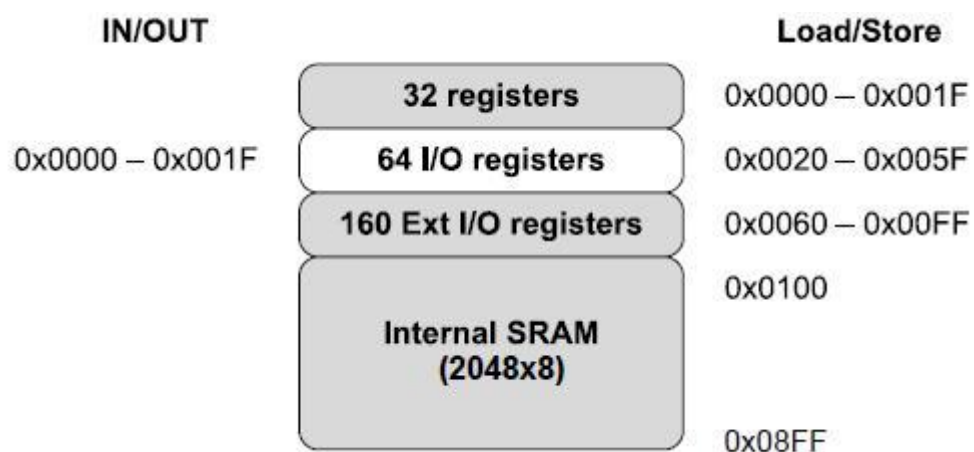 IN/OUT
Load/Store
32 registers
0x0000 – 0x001F
0x0000 – 0x001F
64 I/O registers
0x0020 – 0x005F
160 Ext I/O registers
0x0060 – 0x00FF
0x0100
Internal SRAM
(2048x8)
0x08FF